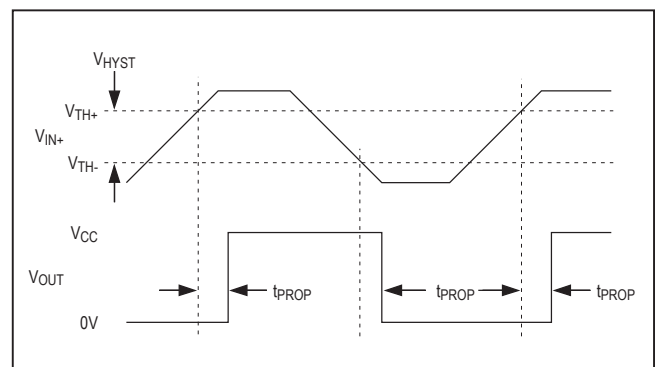 VHYST
VTH+
VIN+
VTH-
VCC
VOUT
tPROP
tPROP
tPROP
0V